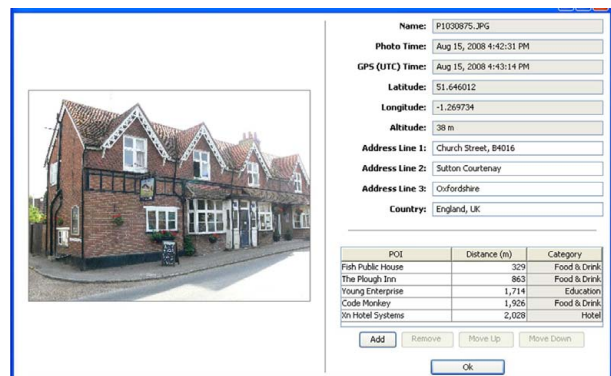 Name: P1030875.JPG
Photo Time: Aug 15, 2008 4:42:31 PM
GPS (UTC) Time: Aug 15, 2008 4:43:14 PM
Latitude: 51.646012
Longitude: -1.269734
Altitude: 38 m
Address Line 1: Church Street, B4016
Address Line 2: Sutton Courtenay
Address Line 3: Oxfordshire
Country: England, UK
POI Distance (m) Category
Fish Public House 329 Food & Drink
The Plough Inn 863 Food & Drink
Young Enterprise 1,714 Education
Code Monkey 1,926 Food & Drink
Xn Hotel Systems 2,028 Hotel
Add Remove Move Up Move Down
Ok